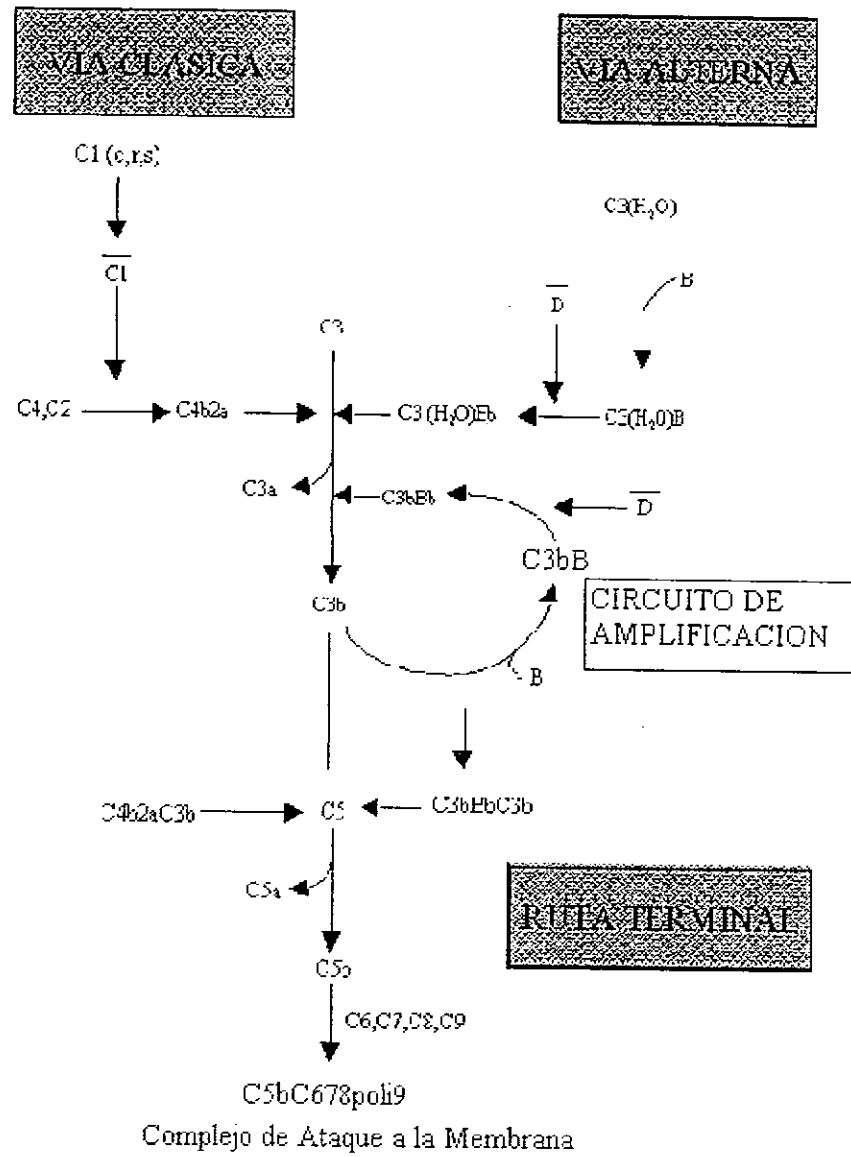 VIA CLASICA
VIA ALTERNA
C1 (c,r,s)
C3(H₂O)
C1
B
D
C3
C4,C2
C4b2a
C3 (H₂O)Bb
C3(H₂O)B
C3a
C3bBb
D
C3bB
C3b
CIRCUITO DE
AMPLIFICACION
B
C4b2aC3b
C5
C3bBbC3b
C5a
RUTA TERMINAL
C5b
C6,C7,C8,C9
C5bC678poli9
Complejo de Ataque a la Membrana